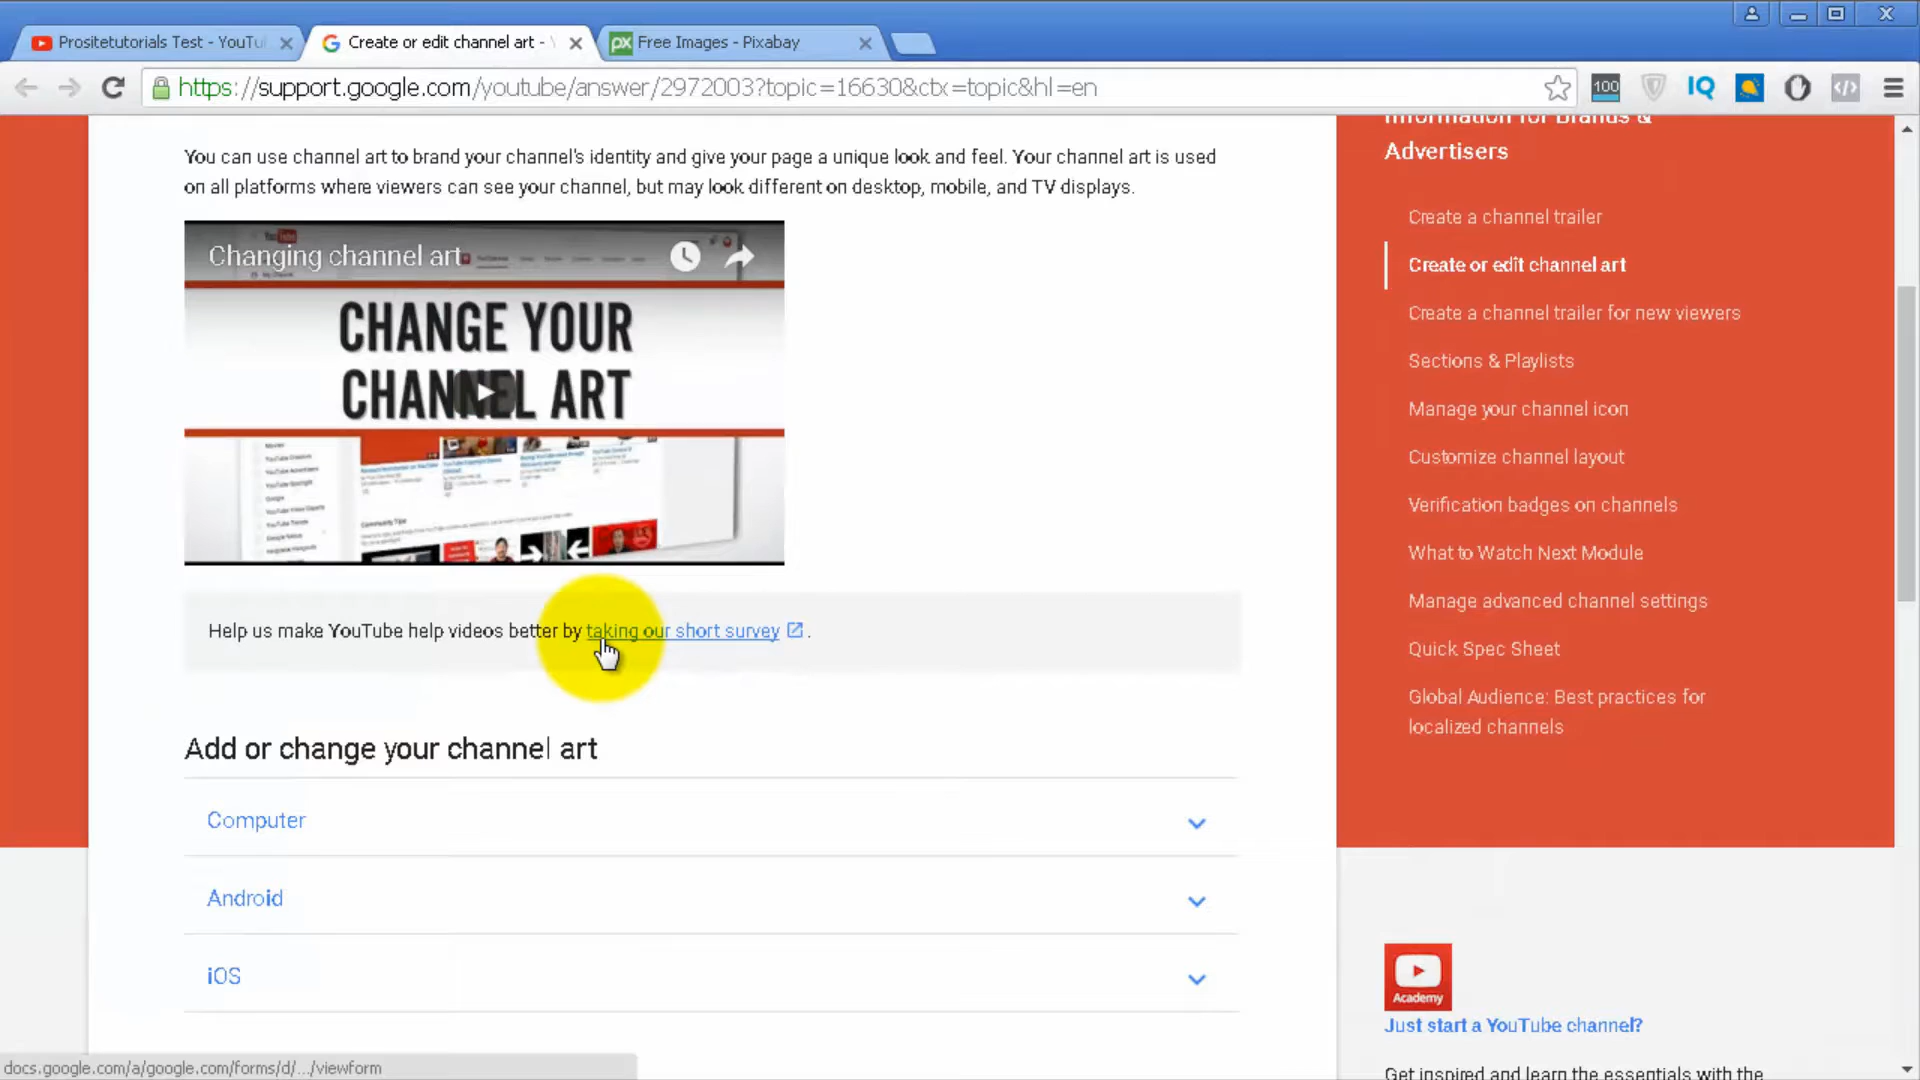 Prositetutorials Test - YouTu
Create or edit channel art -
Free Images - Pixabay
https://support.google.com/youtube/answer/2972003?topic=16630&ctx=topic&hl=en
100
IQ
You can use channel art to brand your channel's identity and give your page a unique look and feel. Your channel art is used
on all platforms where viewers can see your channel, but may look different on desktop, mobile, and TV displays.
Changing channel art
CHANGE YOUR
CHANNEL ART
Help us make YouTube help videos better by taking our short survey .
Add or change your channel art
Computer
Android
iOS
Information for Brands &
Advertisers
Create a channel trailer
Create or edit channel art
Create a channel trailer for new viewers
Sections & Playlists
Manage your channel icon
Customize channel layout
Verification badges on channels
What to Watch Next Module
Manage advanced channel settings
Quick Spec Sheet
Global Audience: Best practices for
localized channels
Academy
Just start a YouTube channel?
Get inspired and learn the essentials with the
docs.google.com/a/google.com/forms/d/.../viewform